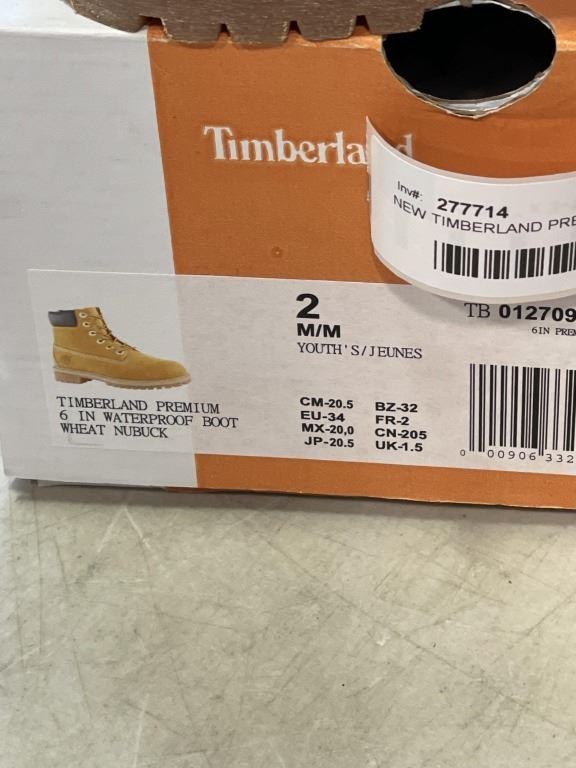 Timberland
Inv#: 277714
NEW TIMBERLAND PRE
2
M/M
YOUTH'S/JEUNES
TB 012709
6IN PREM
TIMBERLAND PREMIUM
6 IN WATERPROOF BOOT
WHEAT NUBUCK
CM-20.5 BZ-32
EU-34 FR-2
MX-20,0 CN-205
JP-20.5 UK-1.5
0 00906 332